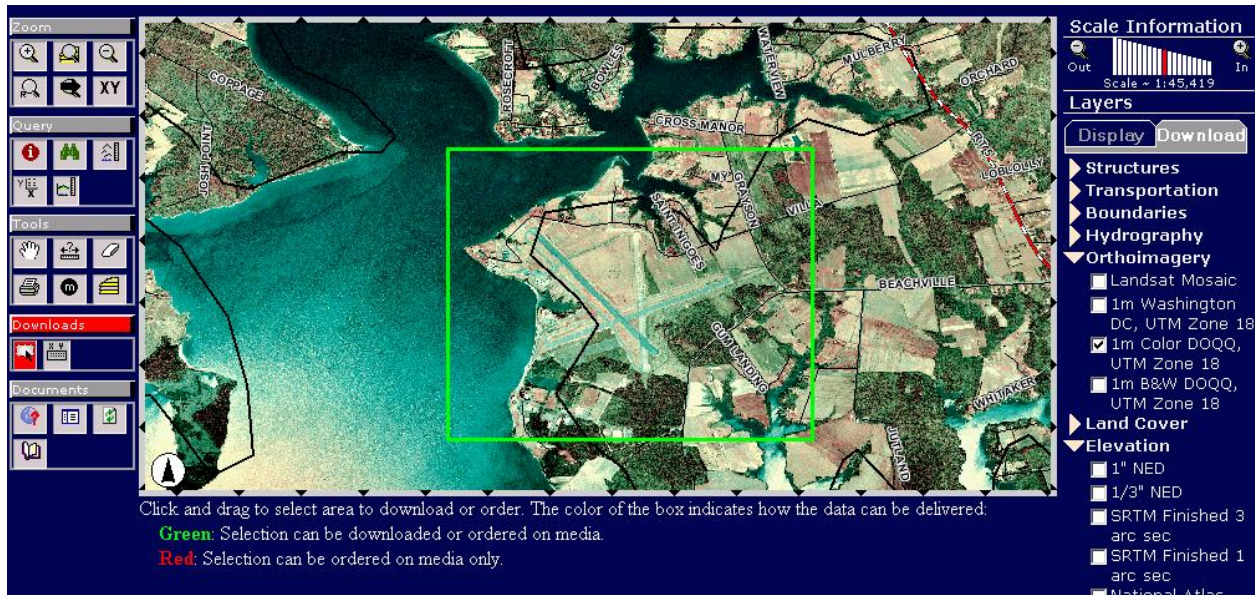 Zoom
R
XY
Query
Y
X
Tools
m
Downloads
X Y
Documents
COPPAGE
JOSH POINT
ROSECROFT
BOXILES
WATERVIEW
MULBERRY
ORCHARD
CROSS MANOR
RT5
LOBLOLLY
MY
GRAYSON
VILLA
SAINT INIGOES
BEACHVILLE
GUM LANDING
WHITAKER
JUTLAND
Click and drag to select area to download or order. The color of the box indicates how the data can be delivered:
Green: Selection can be downloaded or ordered on media.
Red: Selection can be ordered on media only.
Scale Information
Out
In
Scale ~ 1:45,419
Layers
Display
Download
Structures
Transportation
Boundaries
Hydrography
Orthoimagery
Landsat Mosaic
1m Washington
DC, UTM Zone 18
1m Color DOQQ,
UTM Zone 18
1m B&W DOQQ,
UTM Zone 18
Land Cover
Elevation
1" NED
1/3" NED
SRTM Finished 3
arc sec
SRTM Finished 1
arc sec
National Atlas